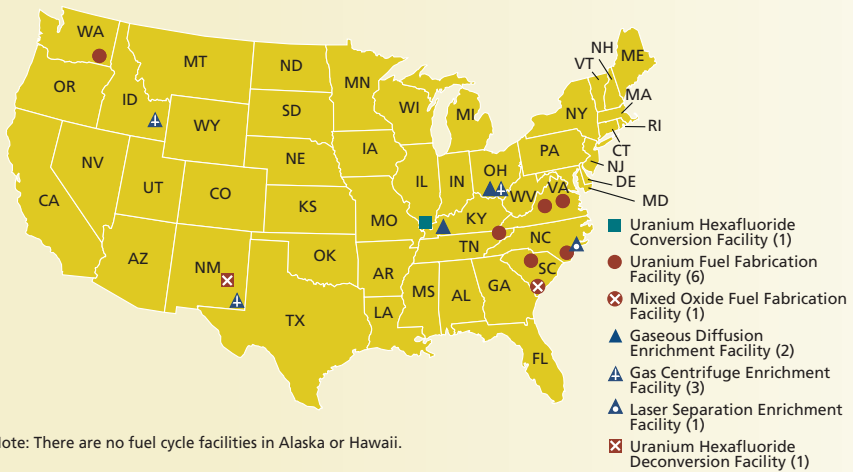 WA
MT
ND
MN
OR
ID
SD
WI
MI
WY
VT
NH
ME
NY
MA
RI
CT
NJ
DE
MD
PA
NE
IA
IL
IN
OH
WV
VA
NV
UT
CO
KS
MO
KY
CA
AZ
NM
OK
AR
TN
NC
SC
TX
LA
MS
AL
GA
FL
Uranium Hexafluoride
Conversion Facility (1)
Uranium Fuel Fabrication
Facility (6)
Mixed Oxide Fuel Fabrication
Facility (1)
Gaseous Diffusion
Enrichment Facility (2)
Gas Centrifuge Enrichment
Facility (3)
Laser Separation Enrichment
Facility (1)
Uranium Hexafluoride
Deconversion Facility (1)
ote: There are no fuel cycle facilities in Alaska or Hawaii.